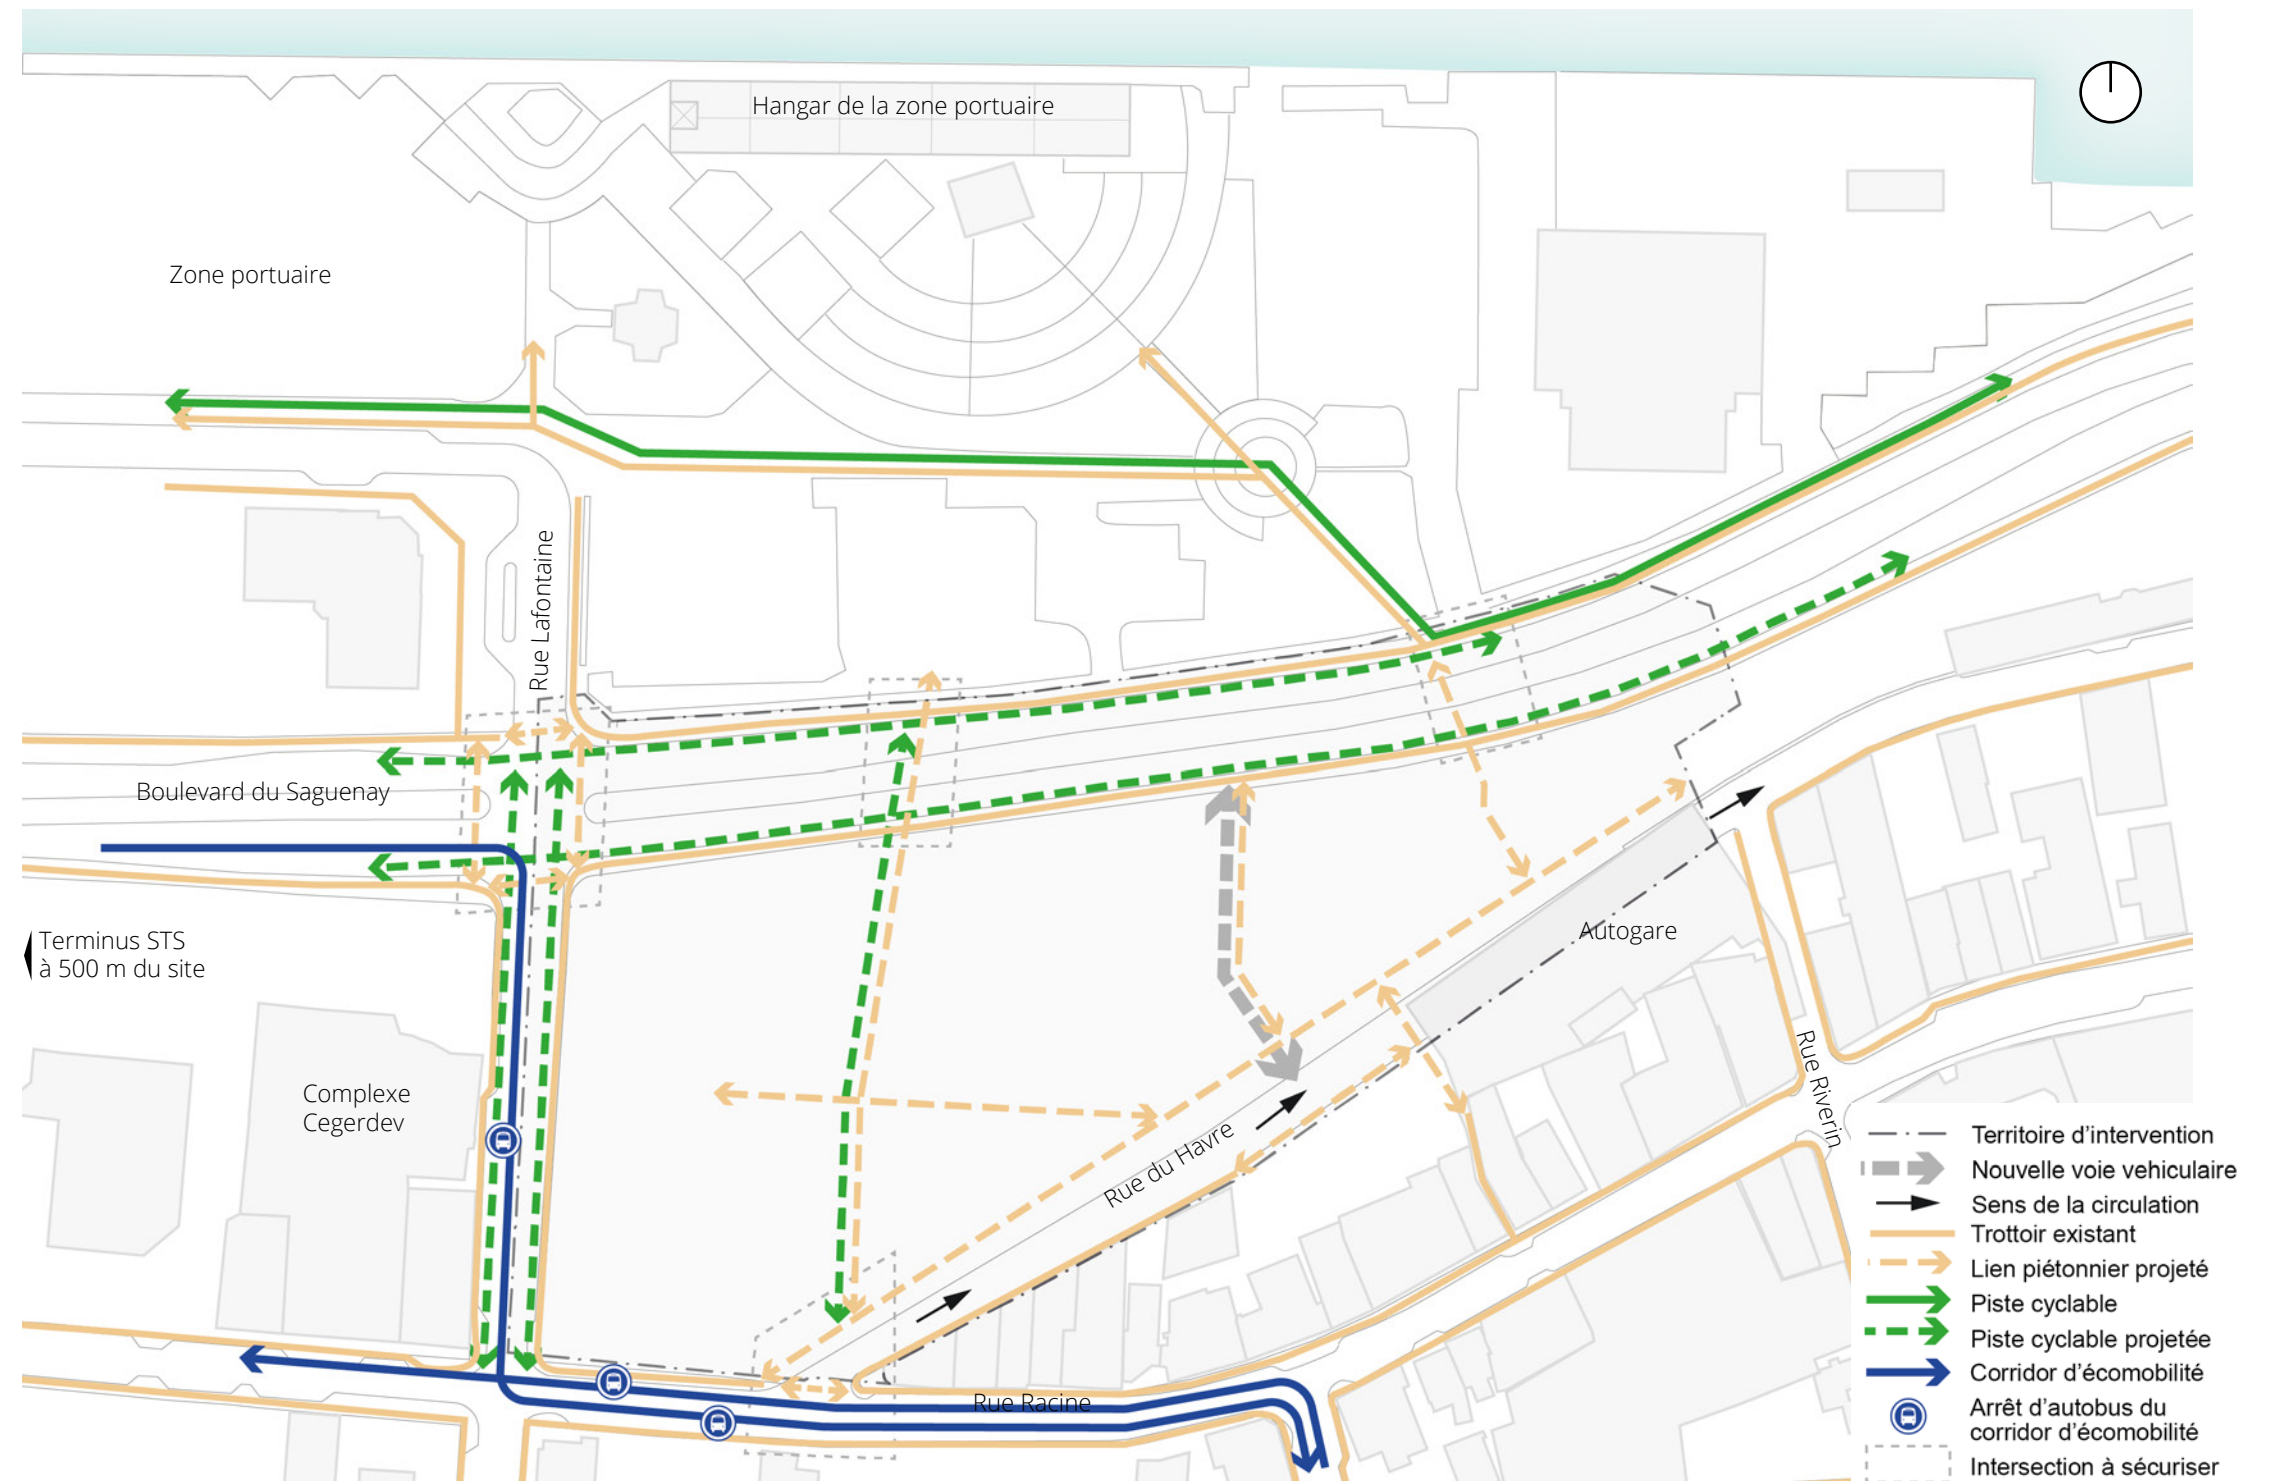 Hangar de la zone portuaire
Zone portuaire
Rue Lafontaine
Boulevard du Saguenay
Terminus STS
à 500 m du site
Autogare
Complexe
Cegerdev
Rue du Havre
Rue Riverin
Rue Racine
Territoire d'intervention
Nouvelle voie vehiculaire
Sens de la circulation
Trottoir existant
Lien piétonnier projeté
Piste cyclable
Piste cyclable projetée
Corridor d'écomobilité
Arrêt d'autobus du
corridor d'écomobilité
Intersection à sécuriser